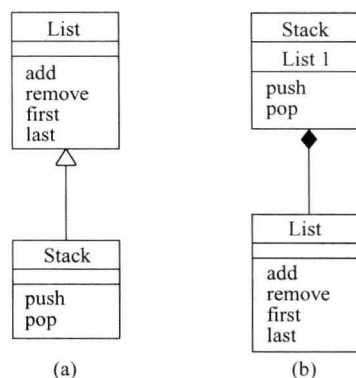 List
add
remove
first
last
Stack
push
pop
(a)
Stack
List 1
push
pop
List
add
remove
first
last
(b)